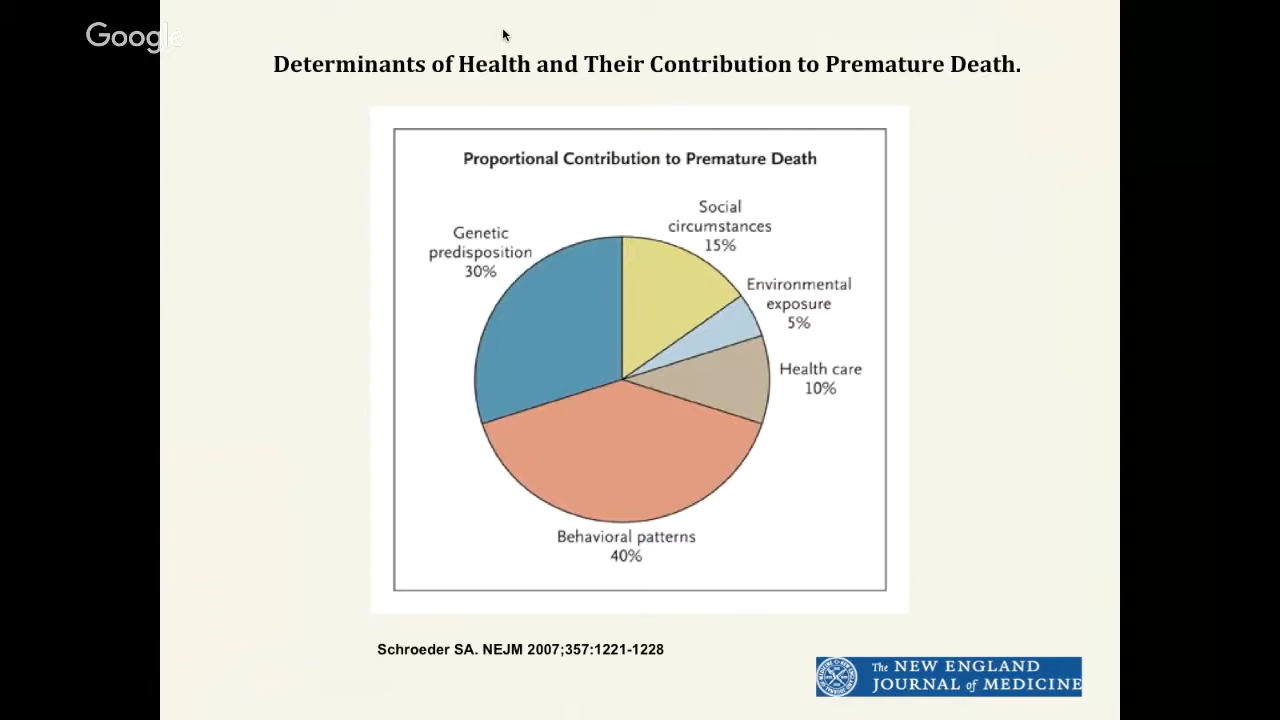 Google
Determinants of Health and Their Contribution to Premature Death.
Proportional Contribution to Premature Death
Social
circumstances
15%
Genetic
predisposition
30%
Environmental
exposure
5%
Health care
10%
Behavioral patterns
40%
Schroeder SA. NEJM 2007;357:1221-1228
The NEW ENGLAND
JOURNAL of MEDICINE